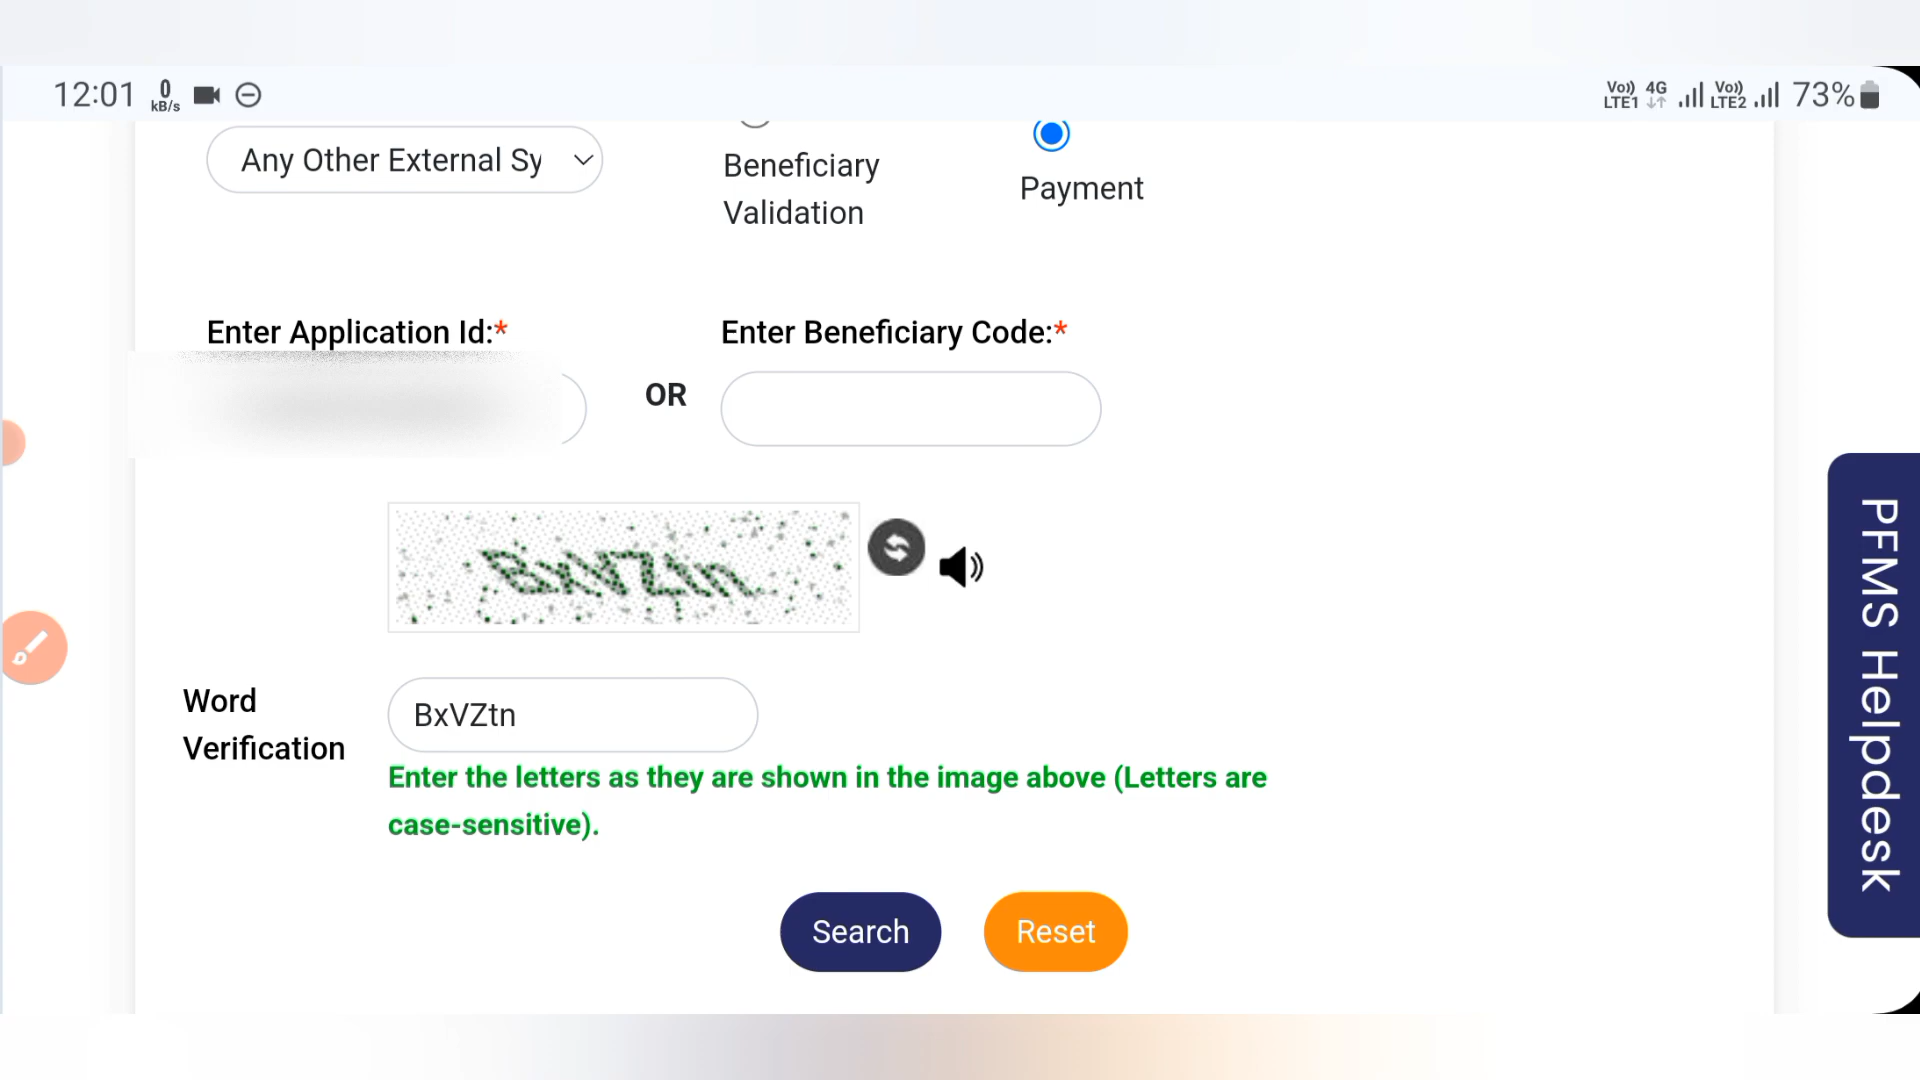 12:01 0 kB/s Vo)) LTE1 4G Vo)) LTE2 73%
Any Other External Sy
Beneficiary
Validation
Payment
Enter Application Id:*
Enter Beneficiary Code:*
OR
BxVZtn
Word
Verification
BxVZtn
Enter the letters as they are shown in the image above (Letters are
case-sensitive).
Search
Reset
PFMS Helpdesk